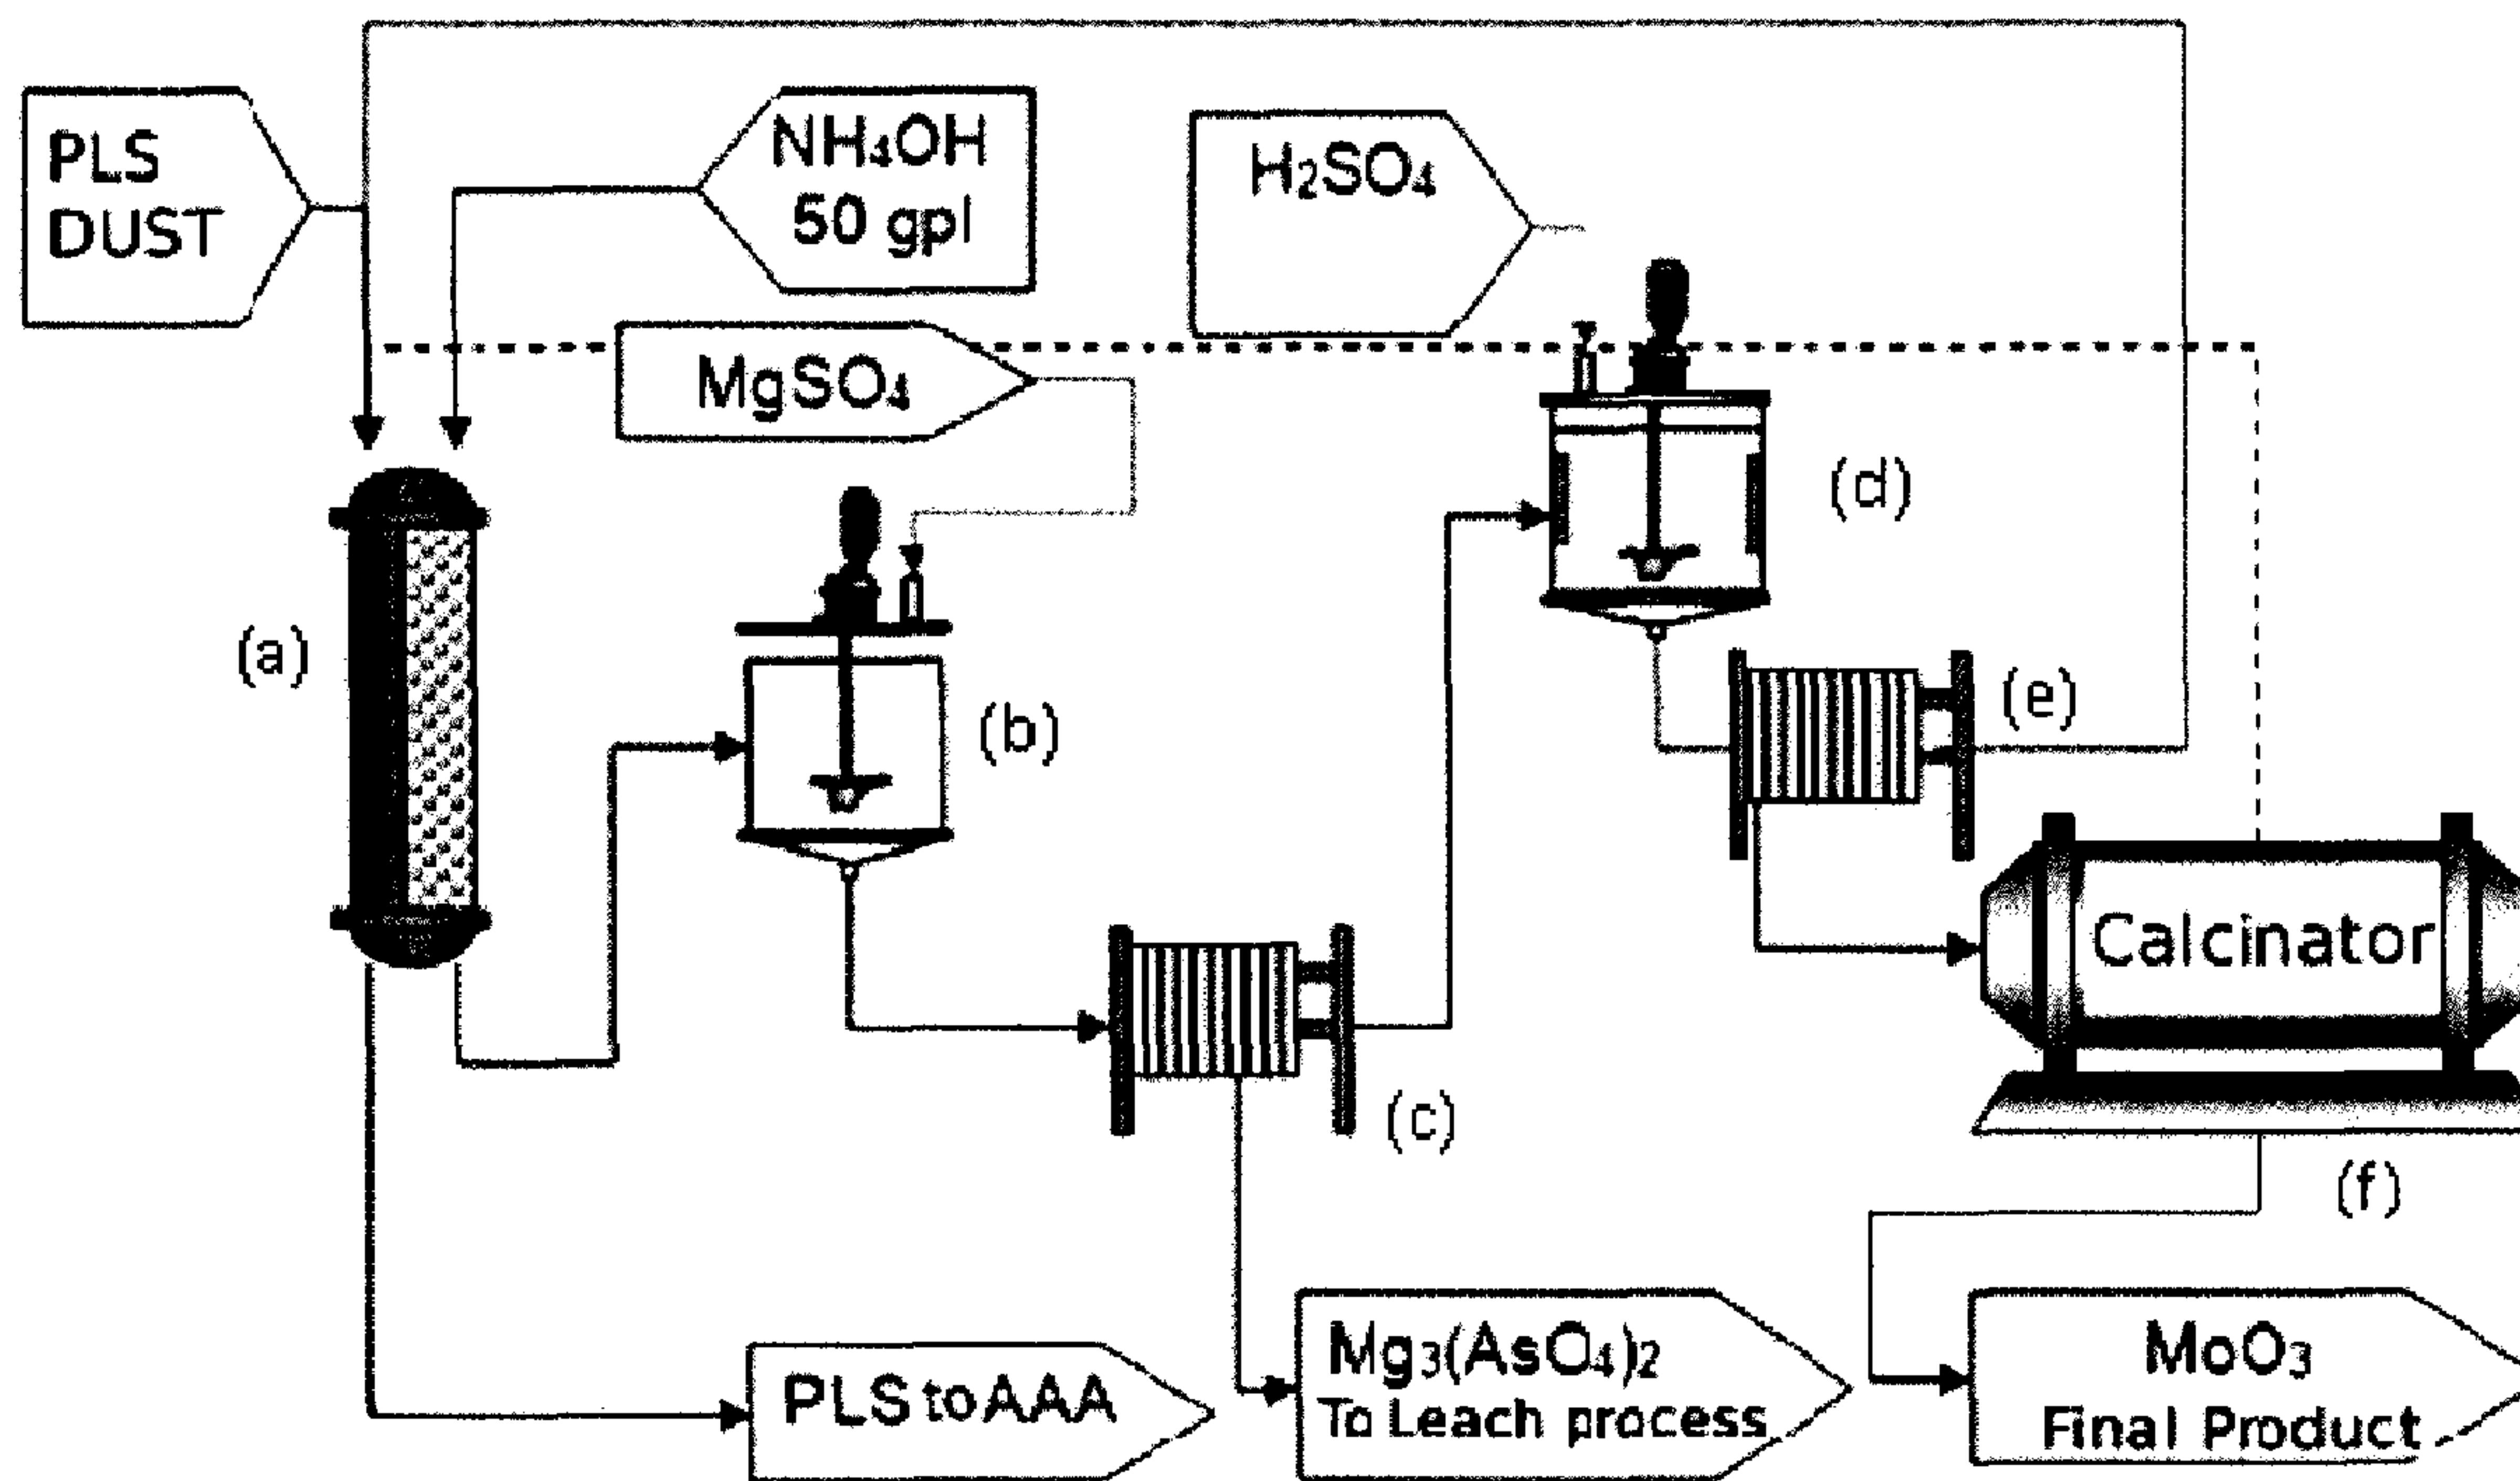 PLS
DUST
NH₄OH
50 gpl
H₂SO₄
MgSO₄
(a)
(b)
(c)
(d)
(e)
Calcinator
(f)
PLS to AAA
Mg₃(AsO₄)₂
To Leach process
MoO₃
Final Product